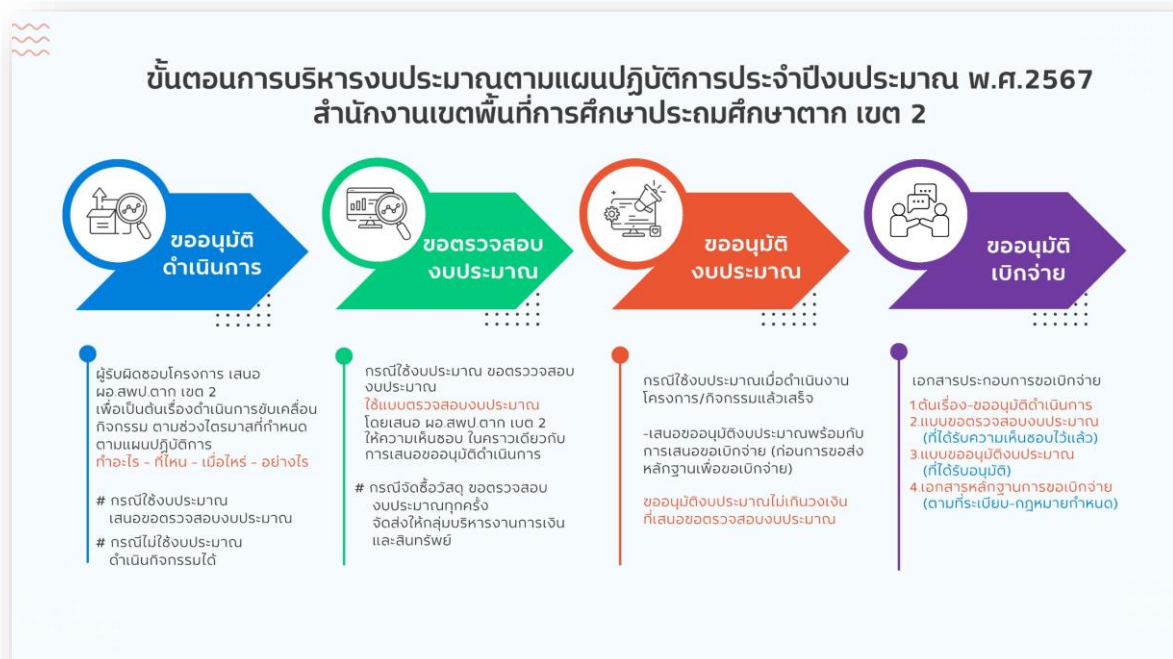 ขั้นตอนการบริหารงบประมาณตามแผนปฏิบัติการประจำปีงบประมาณ พ.ศ.2567
สำนักงานเขตพื้นที่การศึกษาประถมศึกษาตาก เขต 2
ขออนุมัติ
ดำเนินการ
ผู้รับผิดชอบโครงการ เสนอ
ผอ.สพป.ตาก เขต 2
เพื่อเป็นต้นเรื่องดำเนินการขับเคลื่อน
กิจกรรม ตามช่วงไตรมาสที่กำหนด
ตามแผนปฏิบัติการ
ทำอะไร - ที่ไหน - เมื่อไหร่ - อย่างไร
# กรณีใช้งบประมาณ
เสนอขอตรวจสอบงบประมาณ
# กรณีไม่ใช้งบประมาณ
ดำเนินกิจกรรมได้
ขอตรวจสอบ
งบประมาณ
กรณีใช้งบประมาณ ขอตรววจสอบ
งบประมาณ
ใช้แบบตรวจสอบงบประมาณ
โดยเสนอ ผอ.สพป.ตาก เขต 2
ให้ความเห็นชอบ ในคราวเดียวกับ
การเสนอขออนุมัติดำเนินการ
# กรณีจัดซื้อวัสดุ ขอตรวจสอบ
งบประมาณทุกครั้ง
จัดส่งให้กลุ่มบริหารงานการเงิน
และสินทรัพย์
ขออนุมัติ
งบประมาณ
กรณีใช้งบประมาณเมื่อดำเนินงาน
โครงการ/กิจกรรมแล้วเสร็จ
-เสนอขออนุมัติงบประมาณพร้อมกับ
การเสนอขอเบิกจ่าย (ก่อนการขอส่ง
หลักฐานเพื่อขอเบิกจ่าย)
ขออนุมัติงบประมาณไม่เกินวงเงิน
ที่เสนอขอตรวจสอบงบประมาณ
ขออนุมัติ
เบิกจ่าย
เอกสารประกอบการขอเบิกจ่าย
1.ต้นเรื่อง-ขออนุมัติดำเนินการ
2.แบบขอตรวจสอบงบประมาณ
(ที่ได้รับความเห็นชอบไว้แล้ว)
3.แบบขออนุมัติงบประมาณ
(ที่ได้รับอนุมัติ)
4.เอกสารหลักฐานการขอเบิกจ่าย
(ตามที่ระเบียบ-กฎหมายกำหนด)